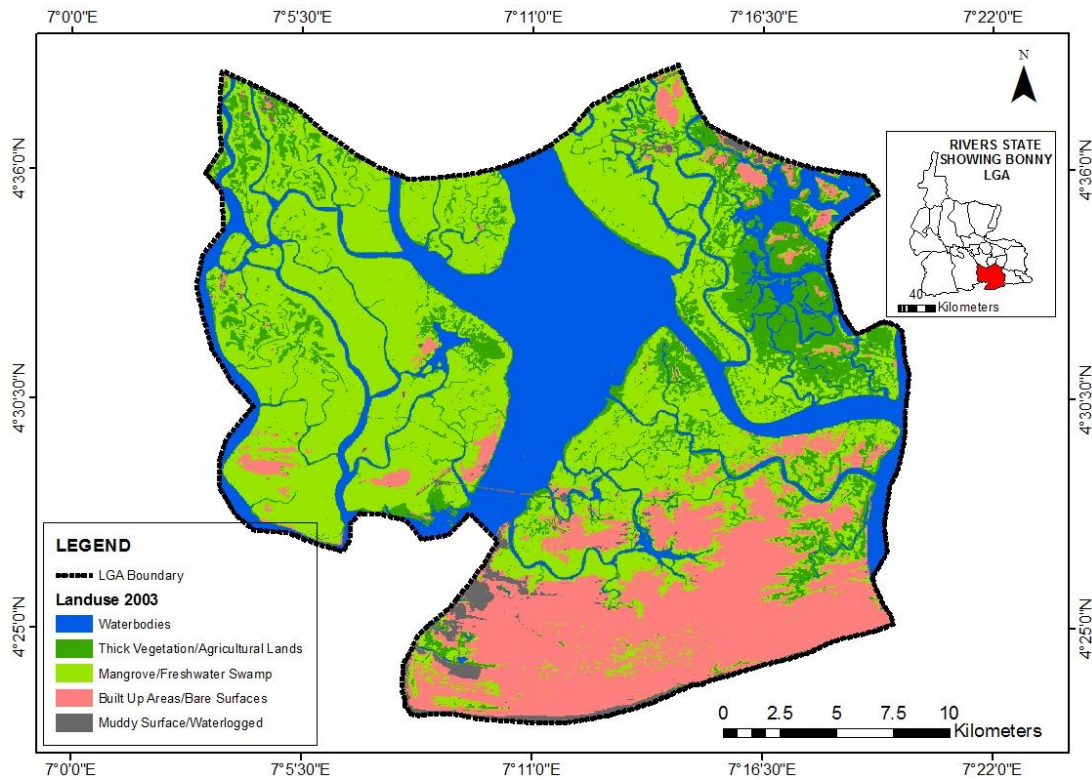 7°0'0"E
7°5'30"E
7°11'0"E
7°16'30"E
7°22'0"E
N
RIVERS STATE
SHOWING BONNY
LGA
40
Kilometers
4°36'0"N
4°36'0"N
4°30'30"N
4°30'30"N
4°25'0"N
4°25'0"N
LEGEND
LGA Boundary
Landuse 2003
Waterbodies
Thick Vegetation/Agricultural Lands
Mangrove/Freshwater Swamp
Built Up Areas/Bare Surfaces
Muddy Surface/Waterlogged
0 2.5 5 7.5 10
Kilometers
7°0'0"E
7°5'30"E
7°11'0"E
7°16'30"E
7°22'0"E